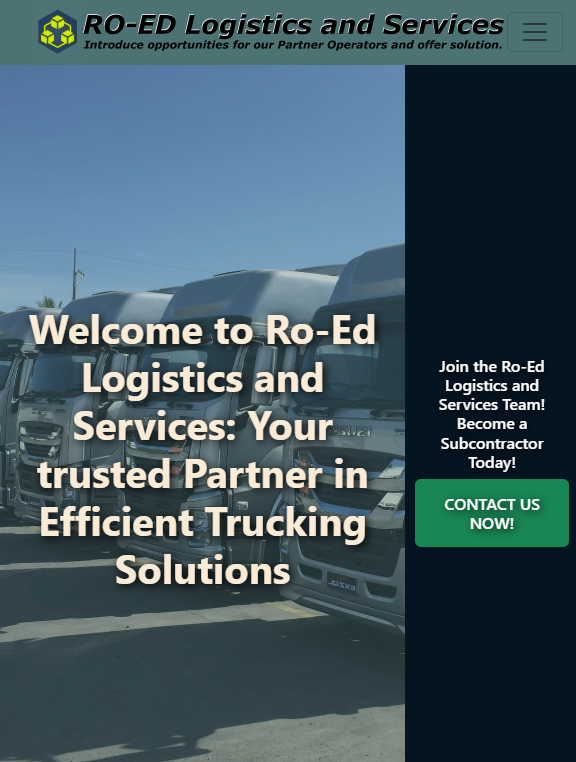 RO-ED Logistics and Services
Introduce opportunities for our Partner Operators and offer solution.
Welcome to Ro-Ed
Logistics and
Services: Your
trusted Partner in
Efficient Trucking
Solutions
Join the Ro-Ed
Logistics and
Services Team!
Become a
Subcontractor
Today!
CONTACT US
NOW!